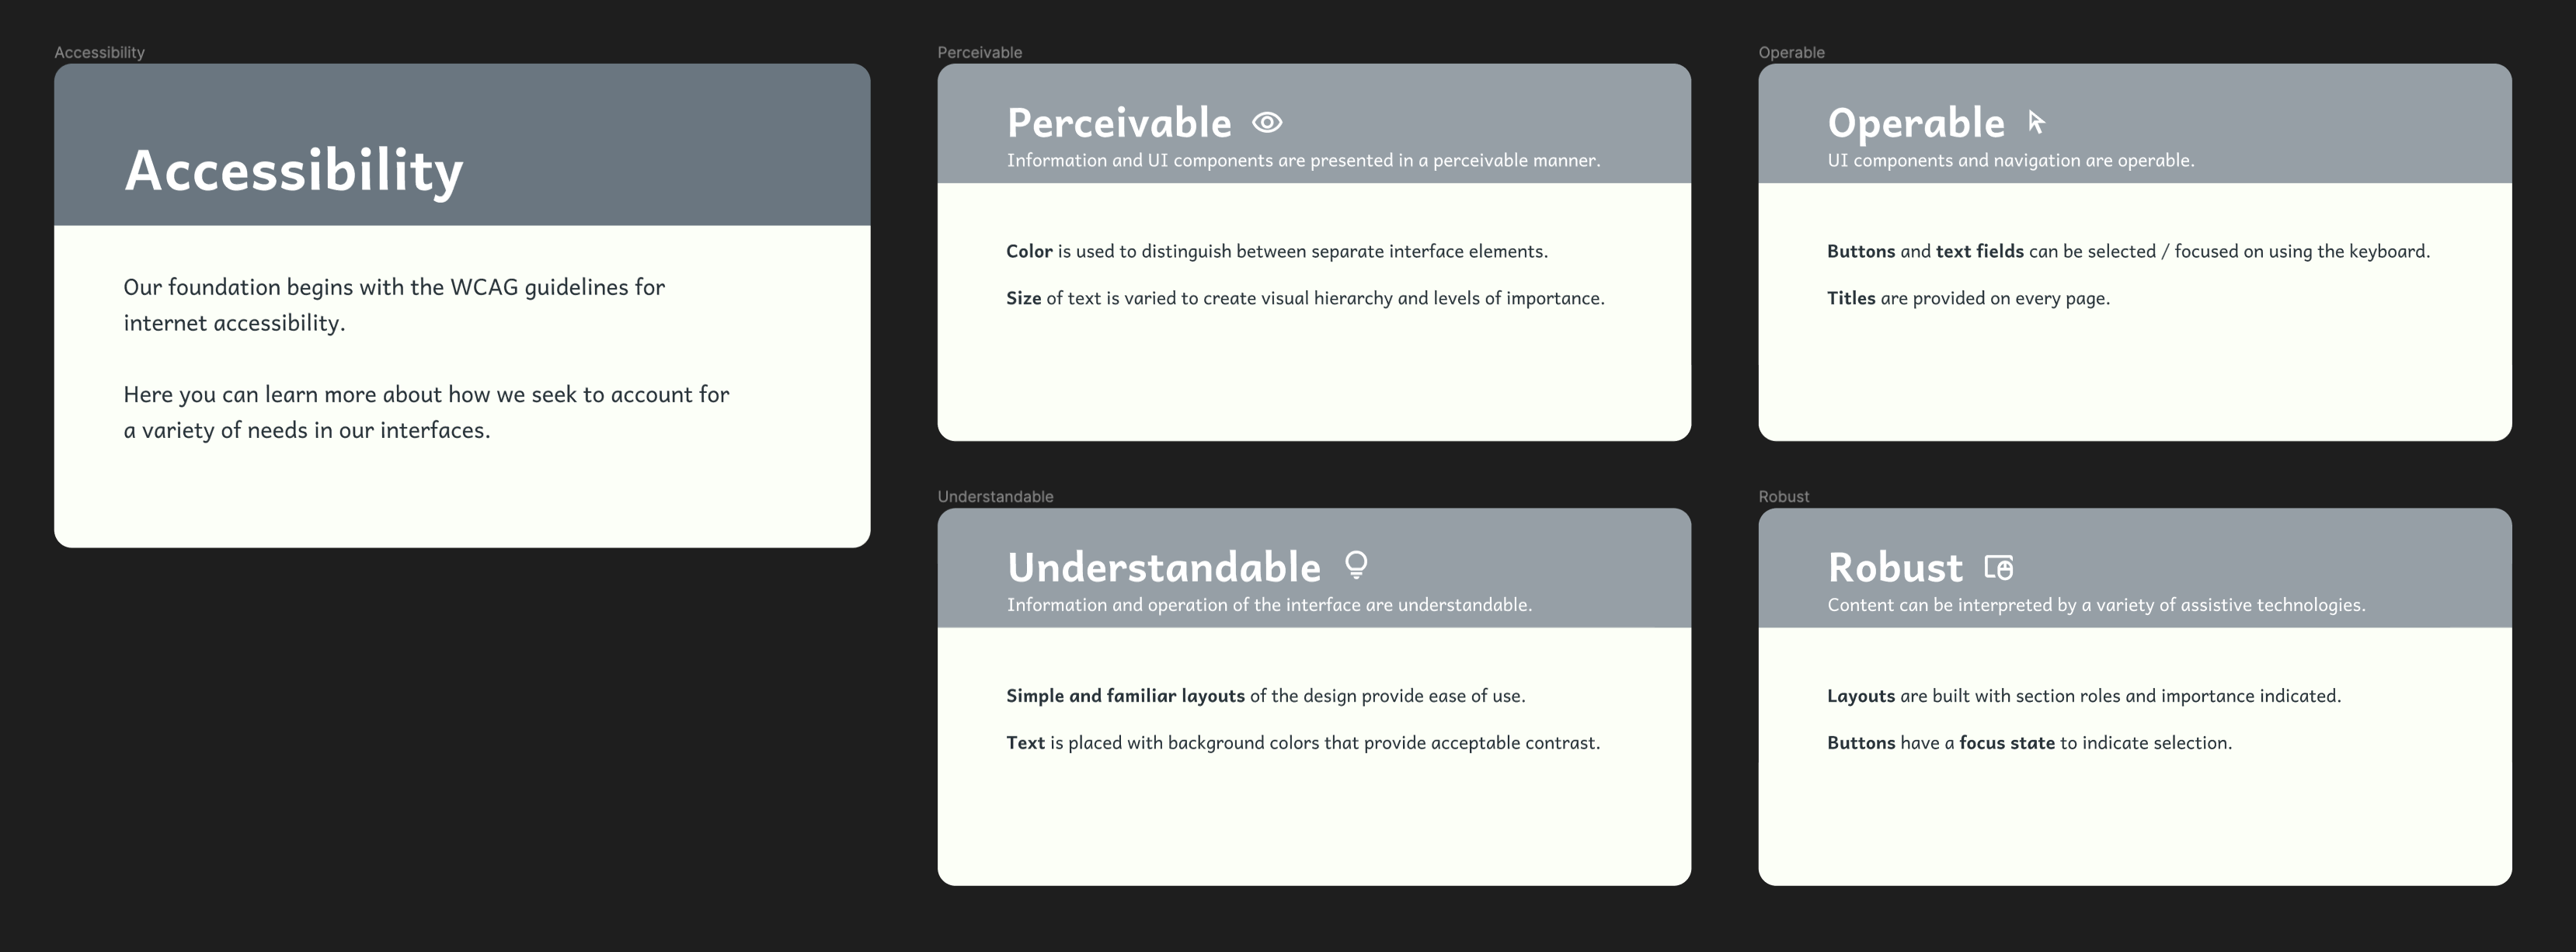 Accessibility
Accessibility
Our foundation begins with the WCAG guidelines for
internet accessibility.
Here you can learn more about how we seek to account for
a variety of needs in our interfaces.
Perceivable
Perceivable
Information and UI components are presented in a perceivable manner.
Color is used to distinguish between separate interface elements.
Size of text is varied to create visual hierarchy and levels of importance.
Operable
Operable
UI components and navigation are operable.
Buttons and text fields can be selected / focused on using the keyboard.
Titles are provided on every page.
Understandable
Understandable
Information and operation of the interface are understandable.
Simple and familiar layouts of the design provide ease of use.
Text is placed with background colors that provide acceptable contrast.
Robust
Robust
Content can be interpreted by a variety of assistive technologies.
Layouts are built with section roles and importance indicated.
Buttons have a focus state to indicate selection.